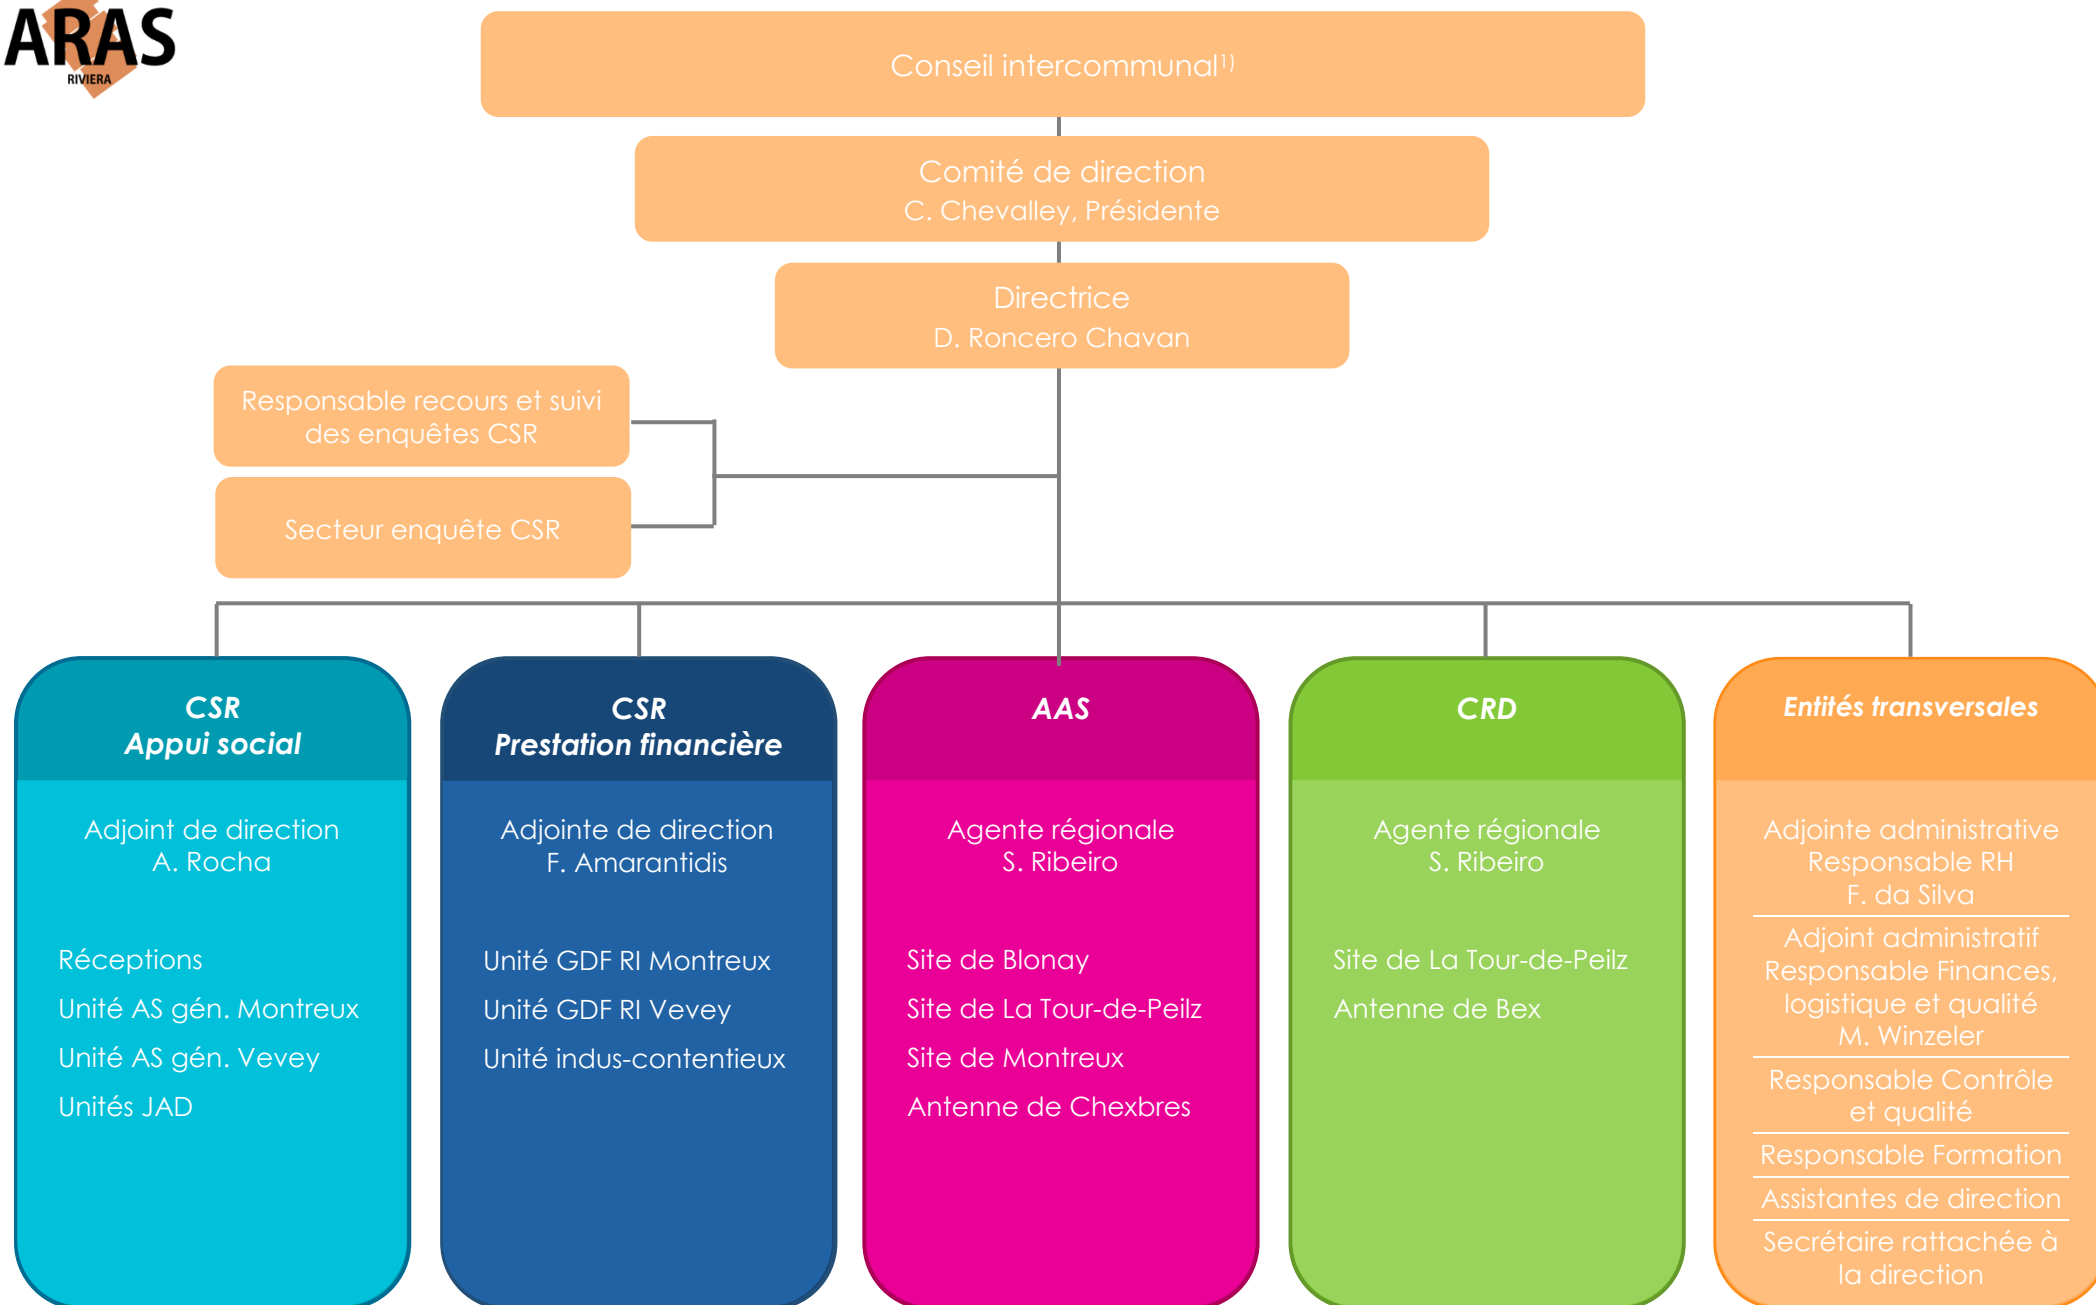 ARAS
RIVIERA
Conseil intercommunal¹⁾
Comité de direction
C. Chevalley, Présidente
Directrice
D. Roncero Chavan
Responsable recours et suivi
des enquêtes CSR
Secteur enquête CSR
CSR
Appui social
Adjoint de direction
A. Rocha
Réceptions
Unité AS gén. Montreux
Unité AS gén. Vevey
Unités JAD
CSR
Prestation financière
Adjointe de direction
F. Amarantidis
Unité GDF RI Montreux
Unité GDF RI Vevey
Unité indus-contentieux
AAS
Agente régionale
S. Ribeiro
Site de Blonay
Site de La Tour-de-Peilz
Site de Montreux
Antenne de Chexbres
CRD
Agente régionale
S. Ribeiro
Site de La Tour-de-Peilz
Antenne de Bex
Entités transversales
Adjointe administrative
Responsable RH
F. da Silva
Adjoint administratif
Responsable Finances,
logistique et qualité
M. Winzeler
Responsable Contrôle
et qualité
Responsable Formation
Assistantes de direction
Secrétaire rattachée à
la direction